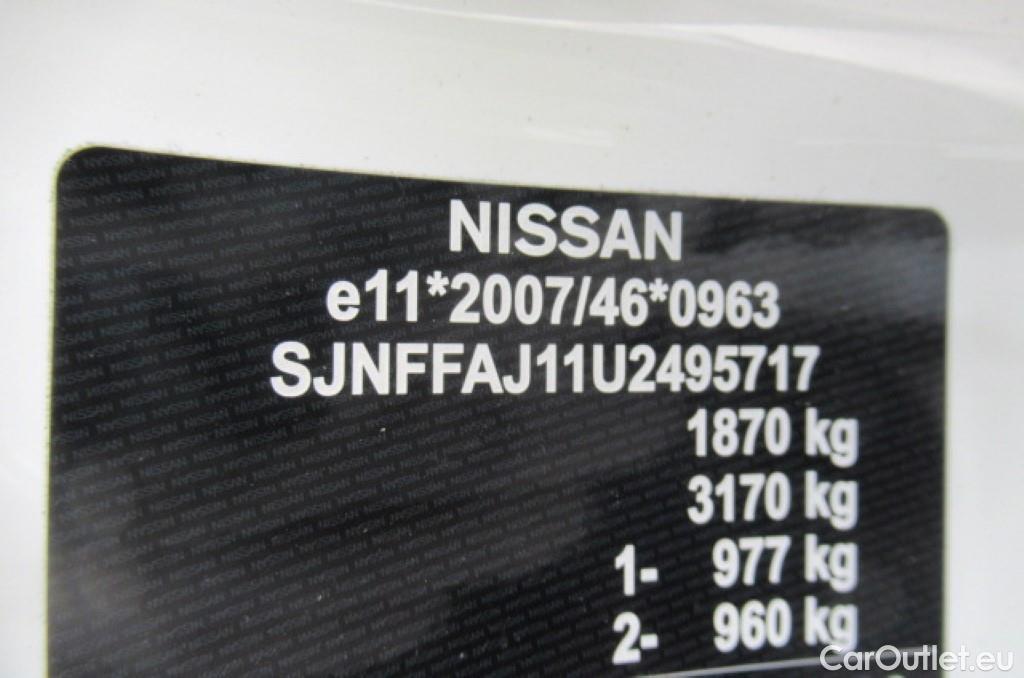 NISSAN
e11*2007/46*0963
SJNFFAJ11U2495717
1870 kg
3170 kg
1- 977 kg
2- 960 kg
CarOutlet.eu